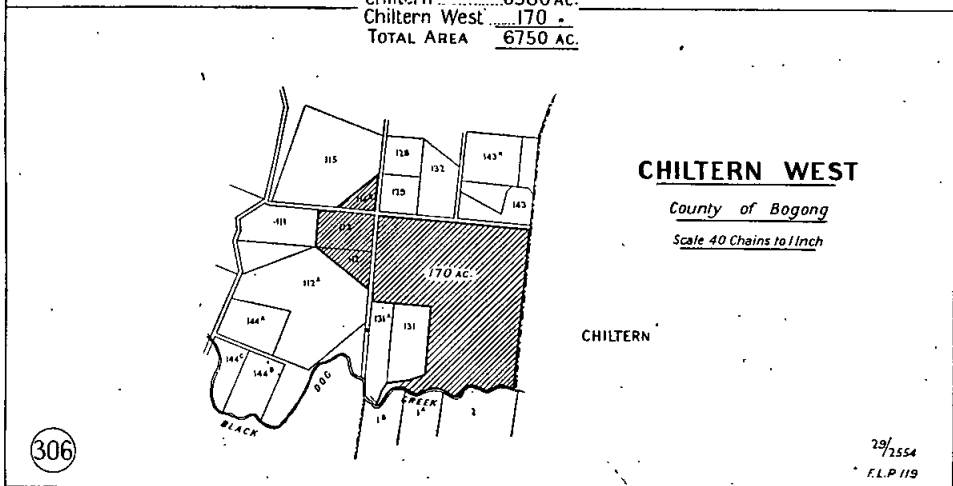 Chiltern West ...... 170 .
TOTAL AREA 6750 AC.
CHILTERN WEST
County of Bogong
Scale 40 Chains to 1 Inch
115
128
129
132
143
111
170 AC.
112A
144A
131A
131
CHILTERN
144C
144B
BLACK DOG CREEK
1B
1A
2
306
29/2554
F.L.P 119